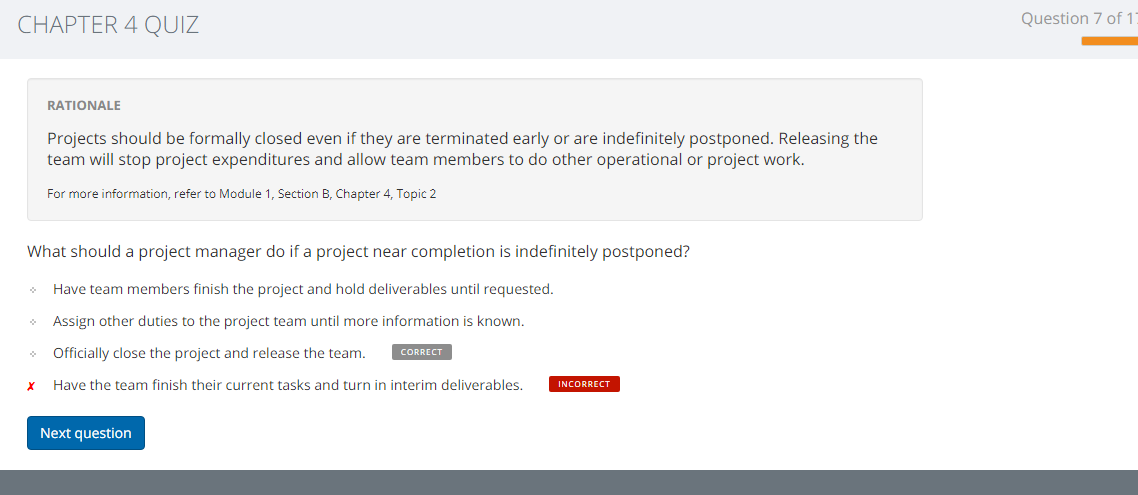 CHAPTER 4 QUIZ
Question 7 of 17
RATIONALE
Projects should be formally closed even if they are terminated early or are indefinitely postponed. Releasing the
team will stop project expenditures and allow team members to do other operational or project work.
For more information, refer to Module 1, Section B, Chapter 4, Topic 2
What should a project manager do if a project near completion is indefinitely postponed?
Have team members finish the project and hold deliverables until requested.
Assign other duties to the project team until more information is known.
Officially close the project and release the team. CORRECT
✗ Have the team finish their current tasks and turn in interim deliverables. INCORRECT
Next question